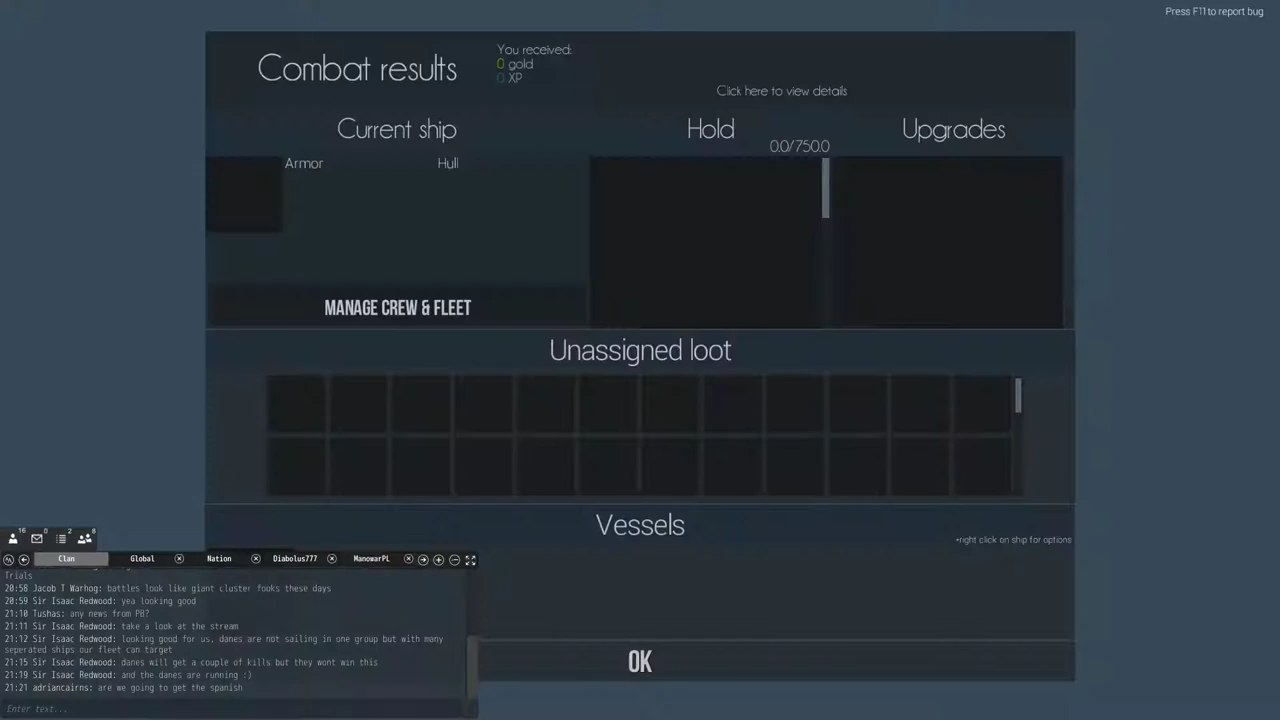 Press F11 to report bug
Combat results
You received:
0 gold
0 XP
Click here to view details
Current ship
Hold
Upgrades
0.0/750.0
Armor
Hull
MANAGE CREW & FLEET
Unassigned loot
Vessels
*right click on ship for options
OK
16 0 2 8
Clan Global Nation Diabolus777 ManowarPL
Trials
20:58 Jacob T Warhog: battles look like giant cluster fooks these days
20:59 Sir Isaac Redwood: yea looking good
21:10 Tushas: any news from PB?
21:11 Sir Isaac Redwood: take a look at the stream
21:12 Sir Isaac Redwood: looking good for us, danes are not sailing in one group but with many
seperated ships our fleet can target
21:15 Sir Isaac Redwood: danes will get a couple of kills but they wont win this
21:19 Sir Isaac Redwood: and the danes are running :)
21:21 adriancairns: are we going to get the spanish
Enter text...